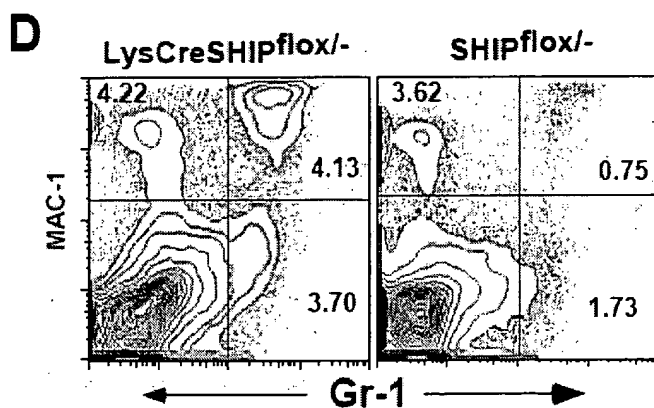 D
LysCreSHIPflox/- SHIPflox/-
4.22 3.62
4.13 0.75
MAC-1
3.70 1.73
Gr-1